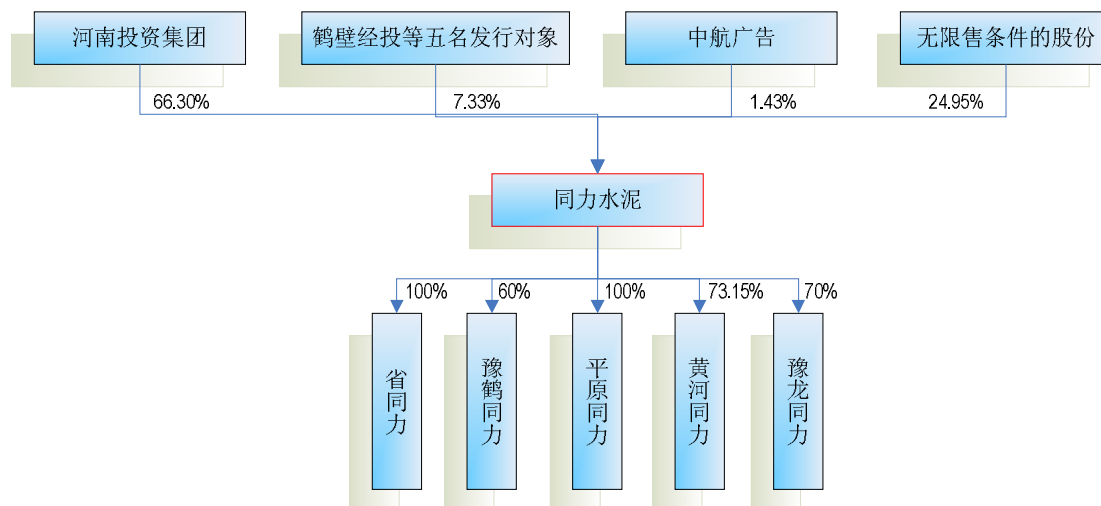 河南投资集团
鹤壁经投等五名发行对象
中航广告
无限售条件的股份
66.30%
7.33%
1.43%
24.95%
同力水泥
100%
60%
100%
73.15%
70%
省同力
豫鹤同力
平原同力
黄河同力
豫龙同力